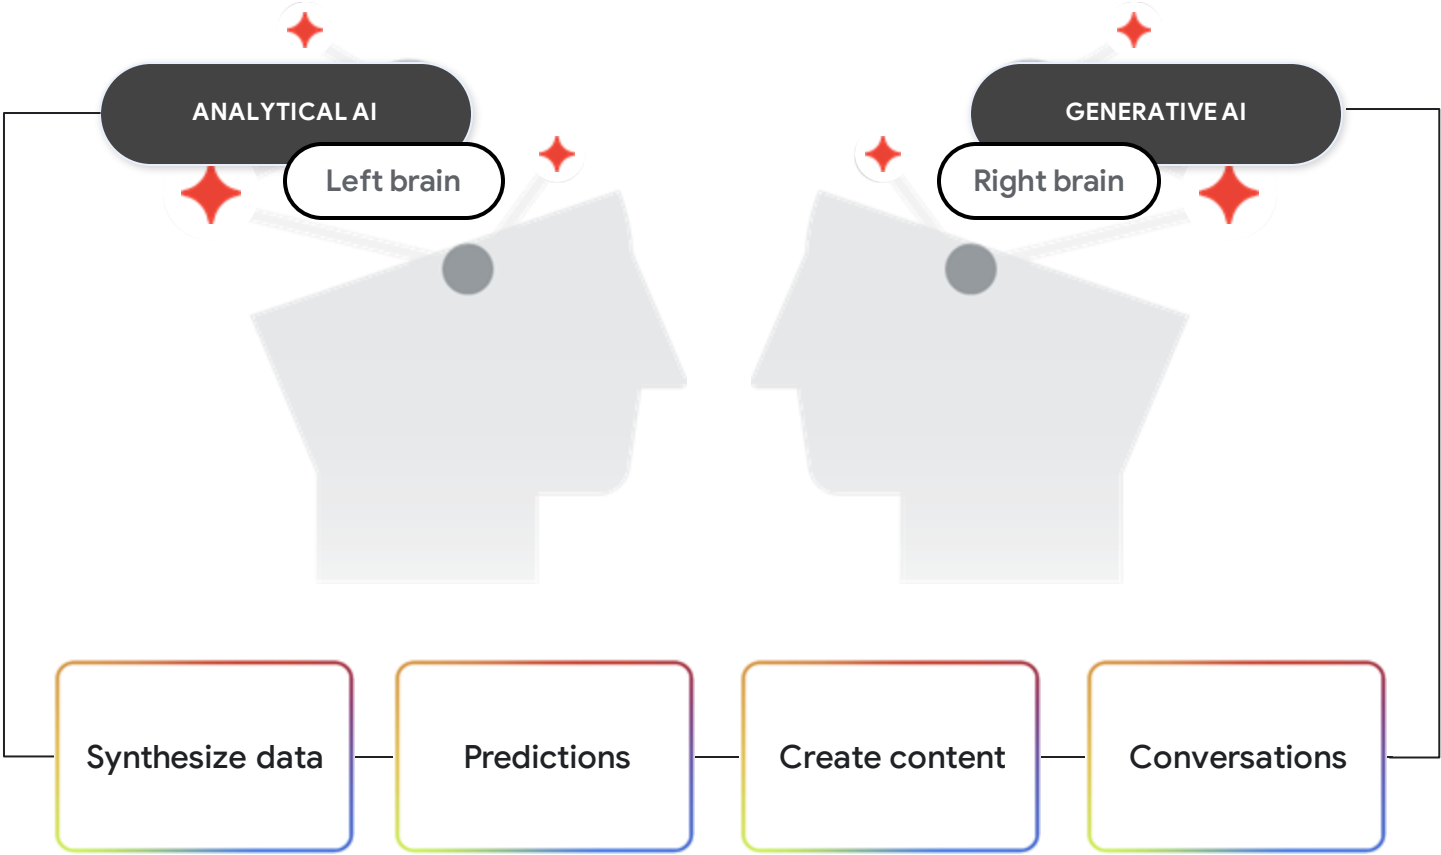 ANALYTICAL AI
GENERATIVE AI
Left brain
Right brain
Synthesize data
Predictions
Create content
Conversations